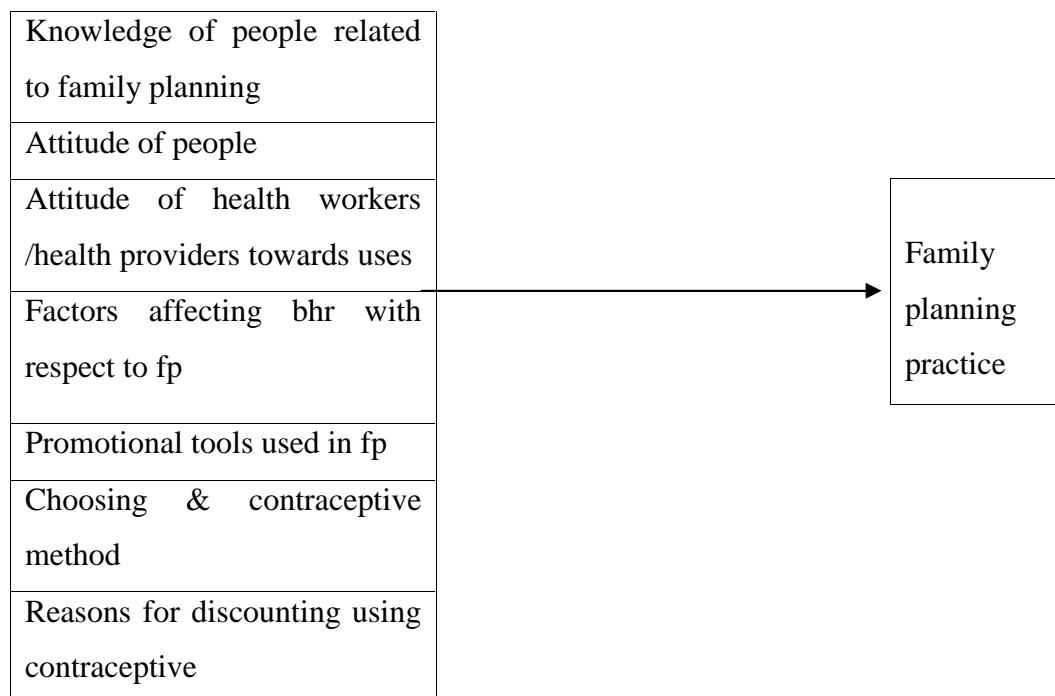 Knowledge of people related
to family planning
Attitude of people
Attitude of health workers
/health providers towards uses
Factors affecting bhr with
respect to fp
Promotional tools used in fp
Choosing & contraceptive
method
Reasons for discounting using
contraceptive
Family
planning
practice